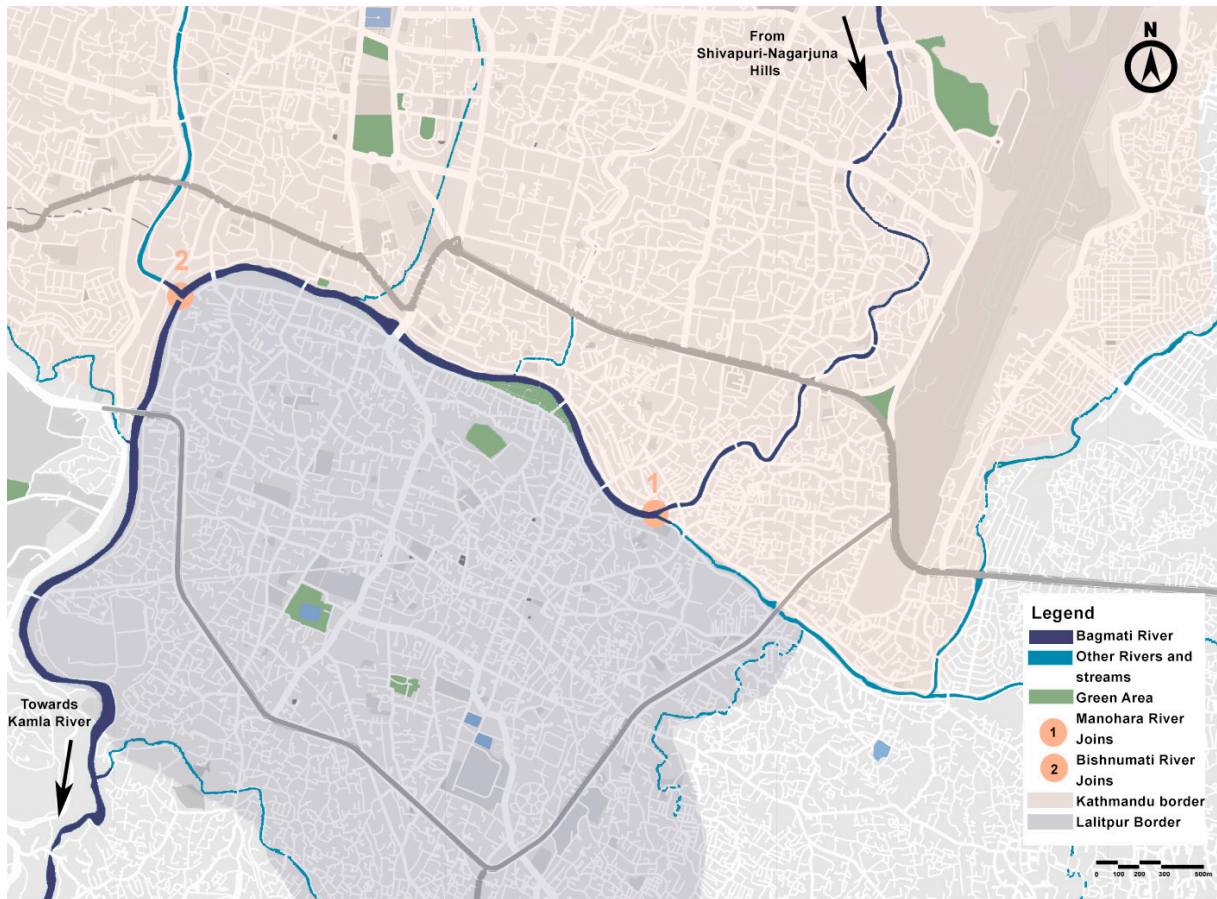 From
Shivapuri-Nagarjuna
Hills
N
2
1
Towards
Kamla River
Legend
Bagmati River
Other Rivers and
streams
Green Area
1 Manohara River
Joins
2 Bishnumati River
Joins
Kathmandu border
Lalitpur Border
0 100 200 300 500m